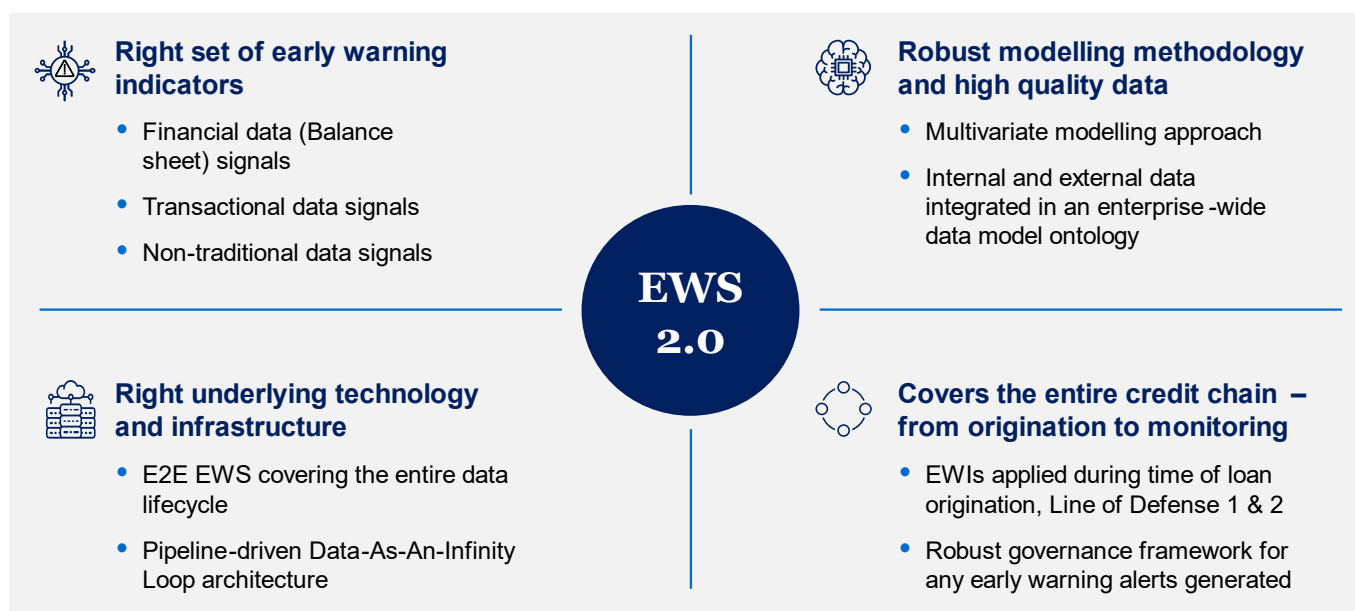 Right set of early warning
indicators
• Financial data (Balance
sheet) signals
• Transactional data signals
• Non-traditional data signals
Robust modelling methodology
and high quality data
• Multivariate modelling approach
• Internal and external data
integrated in an enterprise-wide
data model ontology
EWS
2.0
Right underlying technology
and infrastructure
• E2E EWS covering the entire data
lifecycle
• Pipeline-driven Data-As-An-Infinity
Loop architecture
Covers the entire credit chain –
from origination to monitoring
• EWIs applied during time of loan
origination, Line of Defense 1 & 2
• Robust governance framework for
any early warning alerts generated